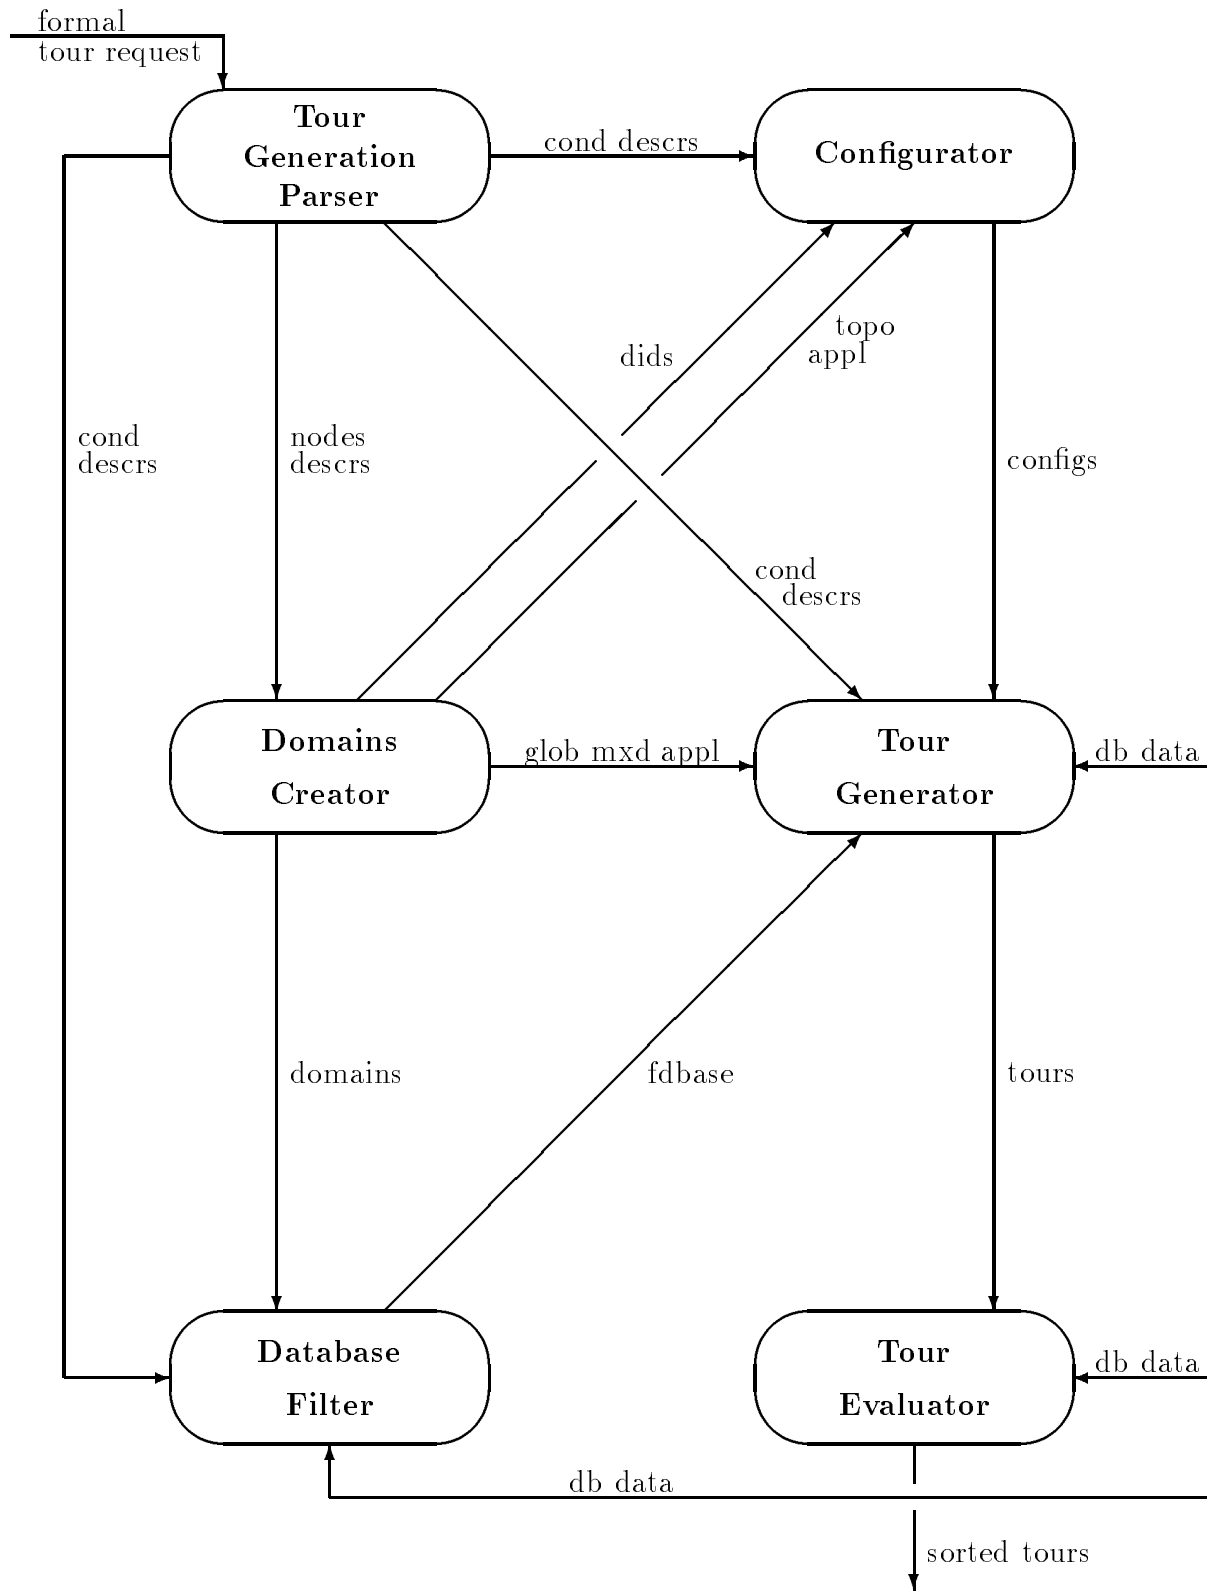 formal
tour request
Tour
Generation
Parser
cond descrs
Configurator
dids
topo
appl
cond
descrs
nodes
descrs
configs
cond
descrs
Domains
Creator
glob mxd appl
Tour
Generator
db data
domains
fdbase
tours
Database
Filter
Tour
Evaluator
db data
db data
sorted tours